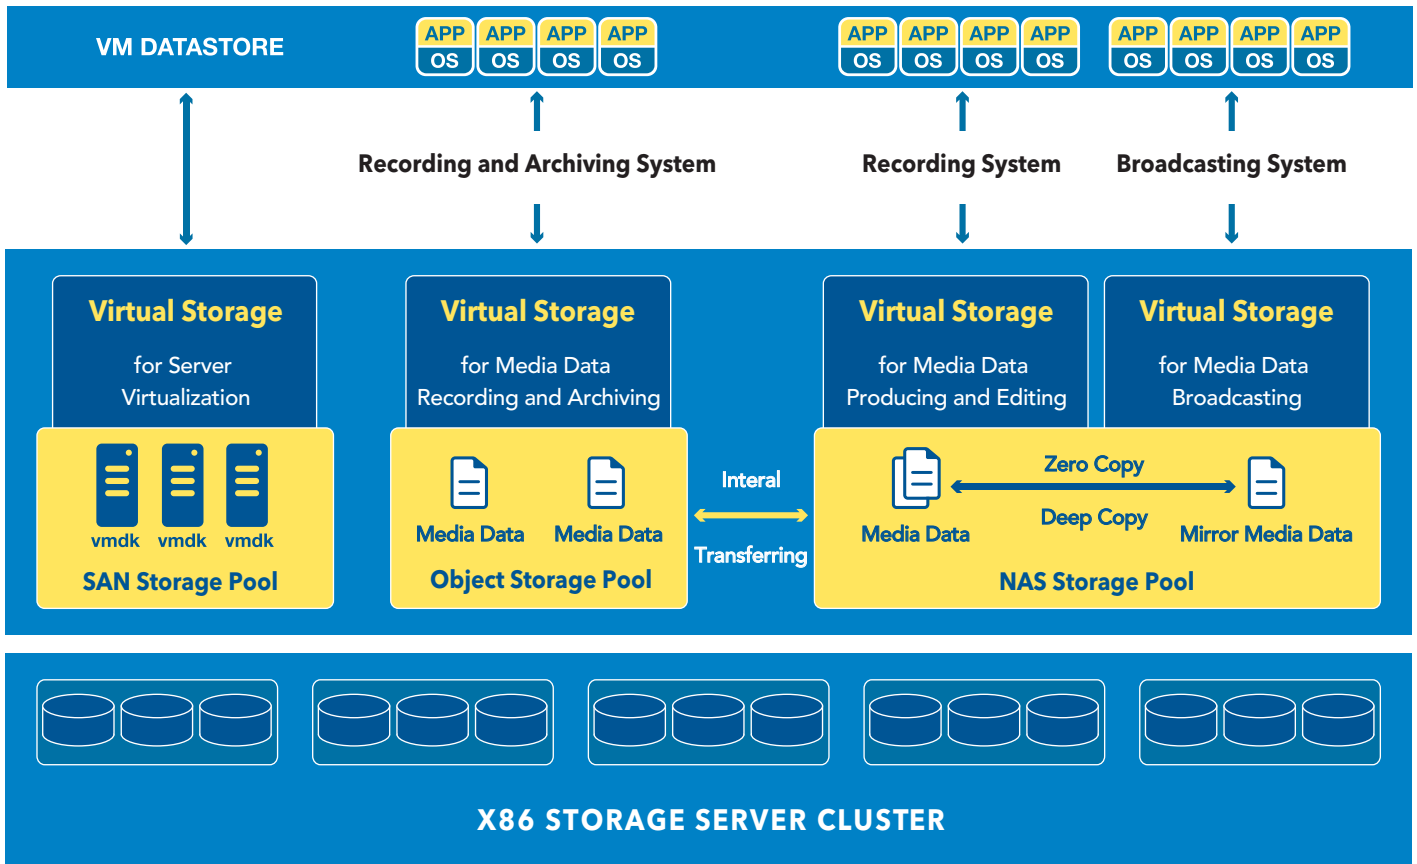 VM DATASTORE
APP APP APP APP
OS OS OS OS
APP APP APP APP
OS OS OS OS
APP APP APP APP
OS OS OS OS
Recording and Archiving System
Recording System
Broadcasting System
Virtual Storage
for Server
Virtualization
Virtual Storage
for Media Data
Recording and Archiving
Virtual Storage
for Media Data
Producing and Editing
Virtual Storage
for Media Data
Broadcasting
vmdk vmdk vmdk
SAN Storage Pool
Media Data Media Data
Object Storage Pool
Interal
Transferring
Zero Copy
Deep Copy
Media Data
Mirror Media Data
NAS Storage Pool
X86 STORAGE SERVER CLUSTER